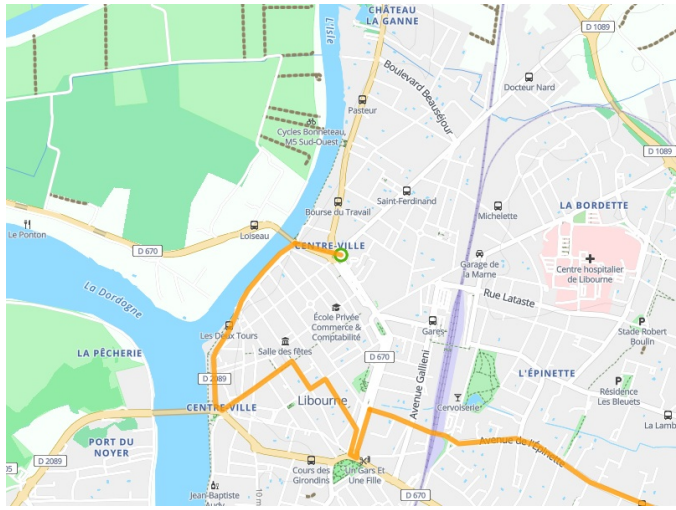 CHÂTEAU
LA GANNE
D 1089
L'Isle
Boulevard Beauséjour
Docteur Nard
Pasteur
Cycles Bonneteau,
MS Sud-Ouest
D 1089
Saint-Ferdinand
LA BORDETTE
Michelette
Bourse du Travail
Le Ponton
Loiseau
D 670
CENTRE-VILLE
Garage de
la Marne
Centre hospitalier
de Libourne
La Dordogne
Rue Lataste
École Privée
Commerce &
Comptabilité
Gares
Stade Robert
Boulin
Les Deux Tours
Salle des fêtes
LA PÊCHERIE
D 670
Avenue Gallieni
L'ÉPINETTE
D 2089
Résidence
Les Bleuets
CENTRE-VILLE
Libourne
Cervoiserie
La Lamb
PORT DU
NOYER
Avenue de l'Épinette
D 2089
Cours des
Girondins
Un Gars Et
Une Fille
D 670
Jean-Baptiste
10 m